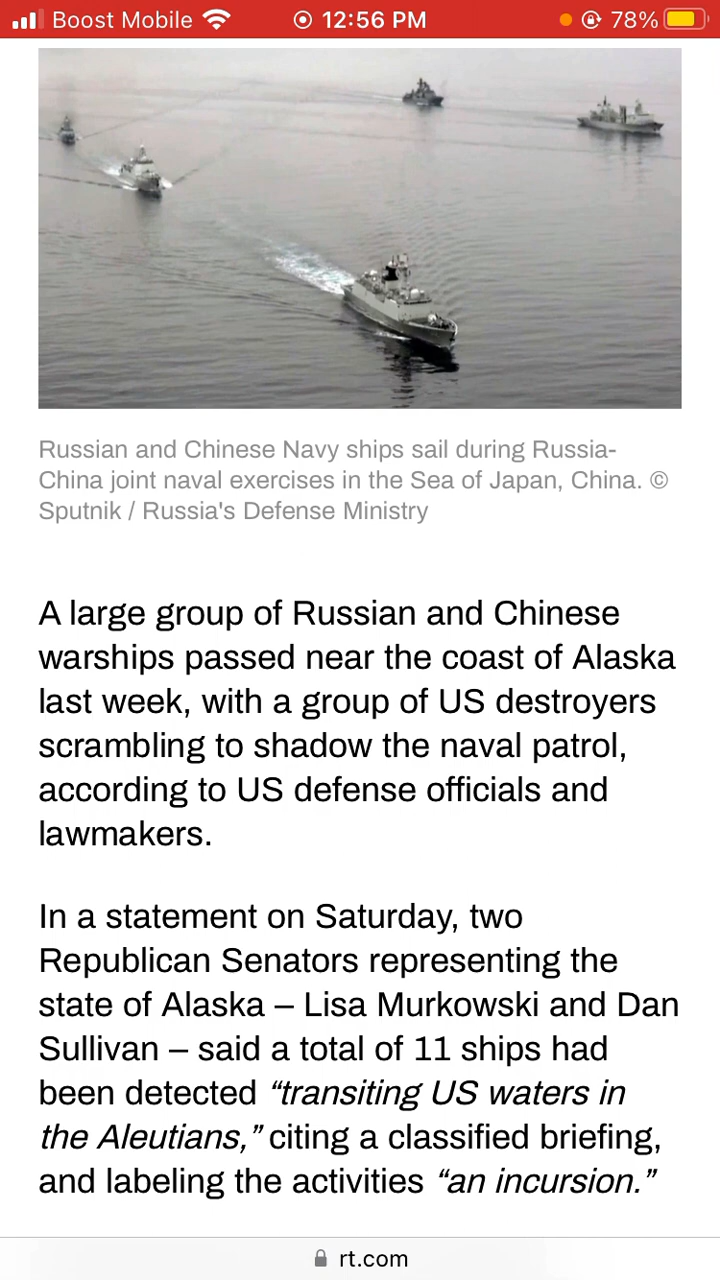 Boost Mobile 12:56 PM 78%
Russian and Chinese Navy ships sail during Russia-
China joint naval exercises in the Sea of Japan, China. ©
Sputnik / Russia's Defense Ministry
A large group of Russian and Chinese
warships passed near the coast of Alaska
last week, with a group of US destroyers
scrambling to shadow the naval patrol,
according to US defense officials and
lawmakers.
In a statement on Saturday, two
Republican Senators representing the
state of Alaska – Lisa Murkowski and Dan
Sullivan – said a total of 11 ships had
been detected “transiting US waters in
the Aleutians,” citing a classified briefing,
and labeling the activities “an incursion.”
rt.com